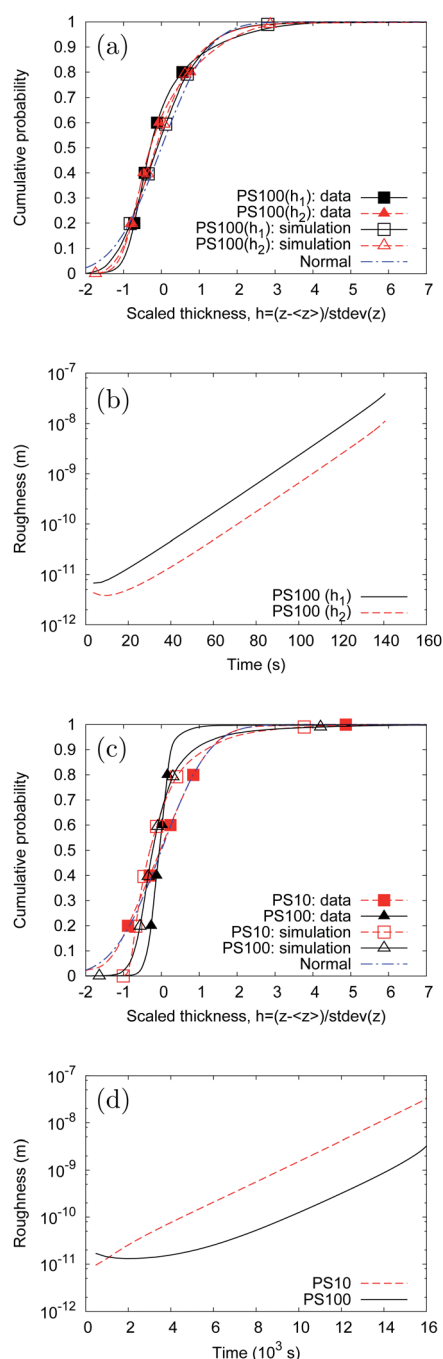 (a)
Cumulative probability
1
0.9
0.8
0.7
0.6
0.5
0.4
0.3
0.2
0.1
0
PS100(h1): data
PS100(h2): data
PS100(h1): simulation
PS100(h2): simulation
Normal
-2 -1 0 1 2 3 4 5 6 7
Scaled thickness, h=(z-<z>)/stdev(z)
(b)
Roughness (m)
10-7
10-8
10-9
10-10
10-11
10-12
PS100 (h1)
PS100 (h2)
0 20 40 60 80 100 120 140 160
Time (s)
(c)
Cumulative probability
1
0.9
0.8
0.7
0.6
0.5
0.4
0.3
0.2
0.1
0
PS10: data
PS100: data
PS10: simulation
PS100: simulation
Normal
-2 -1 0 1 2 3 4 5 6 7
Scaled thickness, h=(z-<z>)/stdev(z)
(d)
Roughness (m)
10-7
10-8
10-9
10-10
10-11
10-12
PS10
PS100
0 2 4 6 8 10 12 14 16
Time (103 s)